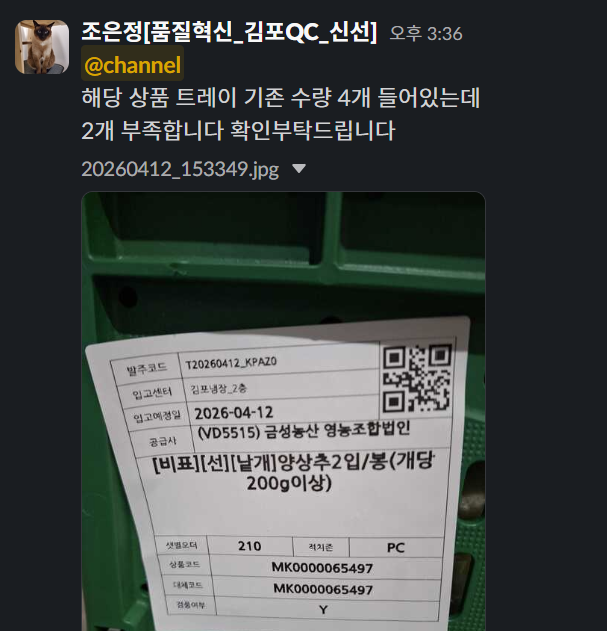 조은정[품질혁신_김포QC_신선] 오후 3:36
@channel
해당 상품 트레이 기존 수량 4개 들어있는데
2개 부족합니다 확인부탁드립니다
20260412_153349.jpg
발주코드 T20260412_KPAZ0
입고센터 김포냉장_2층
입고예정일 2026-04-12
공급사 (VD5515) 금성농산 영농조합법인
[비표][선][낱개]양상추2입/봉(개당
200g이상)
샛별오더 210 적치존 PC
상품코드 MK0000065497
대체코드 MK0000065497
검품여부 Y